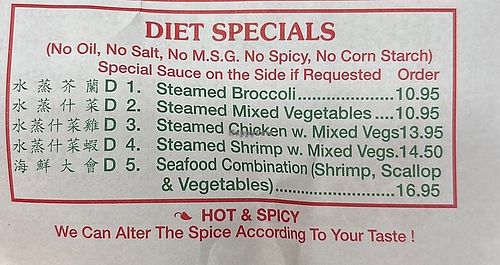 DIET SPECIALS
(No Oil, No Salt, No M.S.G. No Spicy, No Corn Starch)
Special Sauce on the Side if Requested Order
水蒸芥蘭 D 1. Steamed Broccoli......................10.95
水蒸什菜 D 2. Steamed Mixed Vegetables ....10.95
水蒸什菜雞 D 3. Steamed Chicken w. Mixed Vegs13.95
水蒸什菜蝦 D 4. Steamed Shrimp w. Mixed Vegs.14.50
海鮮大會 D 5. Seafood Combination (Shrimp, Scallop
& Vegetables)............................16.95
HOT & SPICY
We Can Alter The Spice According To Your Taste !